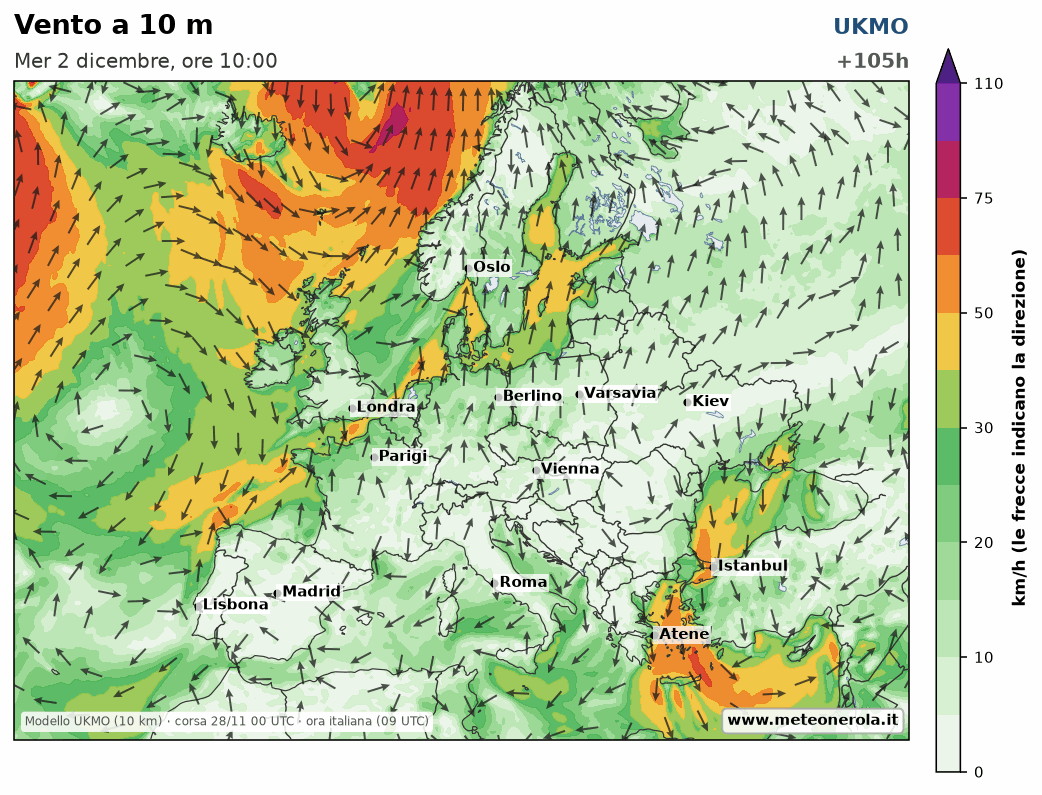 Vento a 10 m
UKMO
Mer 2 dicembre, ore 10:00
+105h
110
75
50
30
20
10
0
km/h (le frecce indicano la direzione)
Oslo
Berlino
Varsavia
Kiev
Londra
Parigi
Vienna
Istanbul
Roma
Madrid
Lisbona
Atene
Modello UKMO (10 km) · corsa 28/11 00 UTC · ora italiana (09 UTC)
www.meteonerola.it